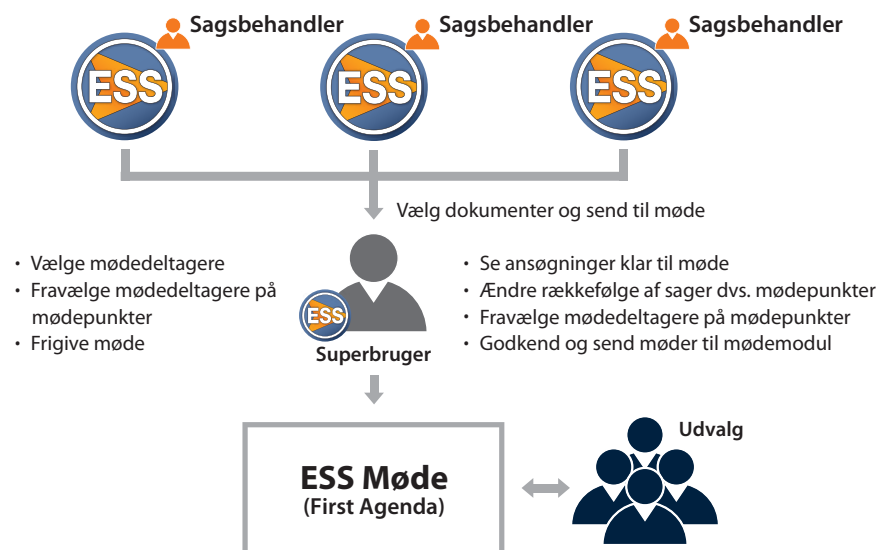 Sagsbehandler
Sagsbehandler
Sagsbehandler
ESS
ESS
ESS
Vælg dokumenter og send til møde
• Vælge mødedeltagere
• Fravælge mødedeltagere på
mødepunkter
• Frigive møde
• Se ansøgninger klar til møde
• Ændre rækkefølge af sager dvs. mødepunkter
• Fravælge mødedeltagere på mødepunkter
• Godkend og send møder til mødemodul
ESS
Superbruger
ESS Møde
(First Agenda)
Udvalg